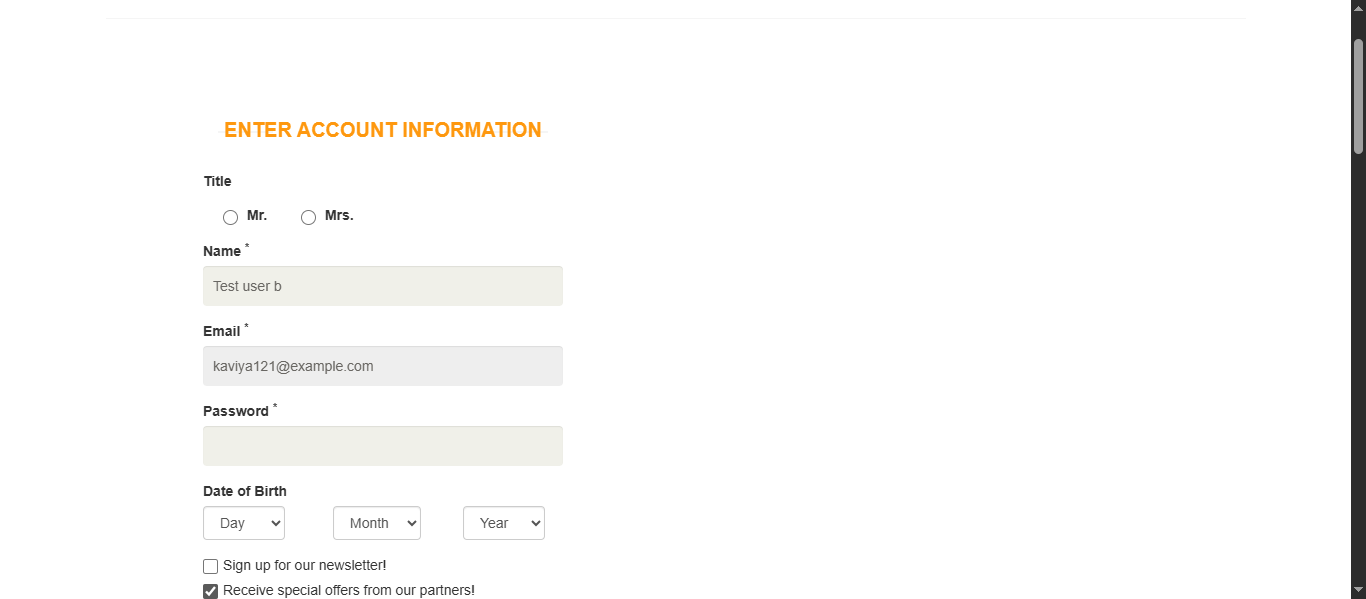 ENTER ACCOUNT INFORMATION
Title
Mr. Mrs.
Name *
Test user b
Email *
kaviya121@example.com
Password *
Date of Birth
Day Month Year
Sign up for our newsletter!
Receive special offers from our partners!